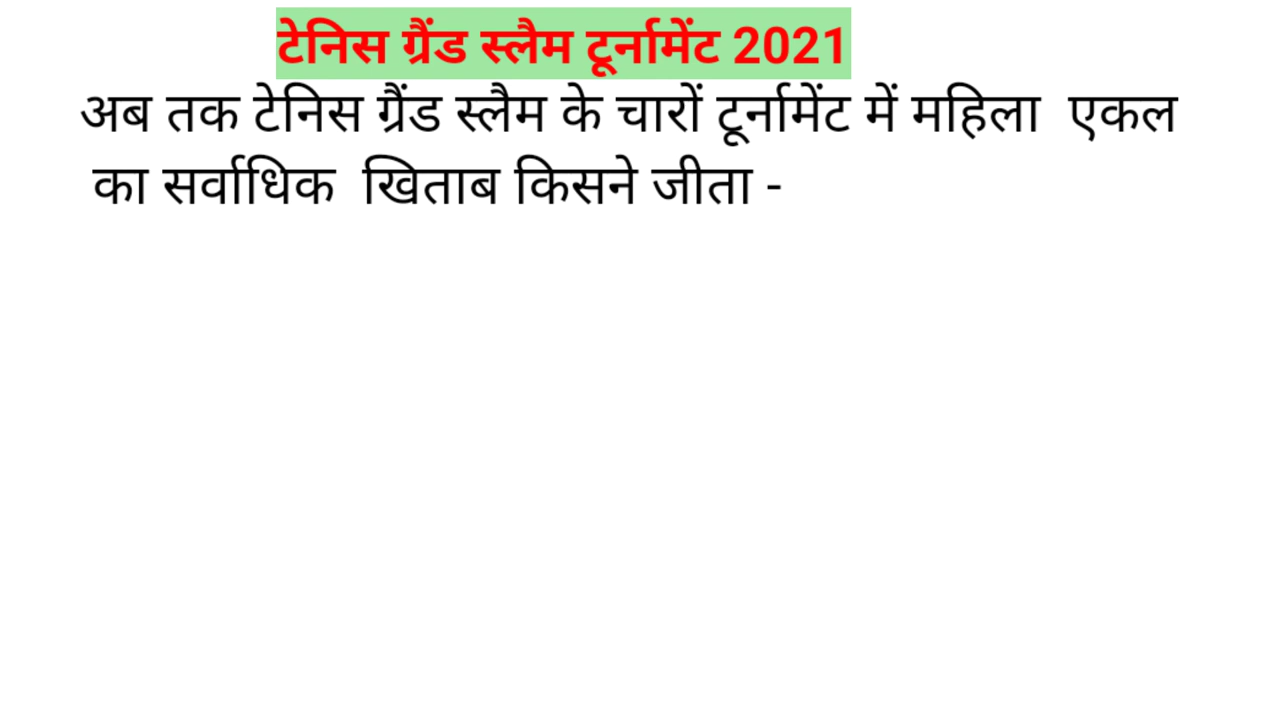 टेनिस ग्रैंड स्लैम टूर्नामेंट 2021
अब तक टेनिस ग्रैंड स्लैम के चारों टूर्नामेंट में महिला एकल
का सर्वाधिक खिताब किसने जीता -